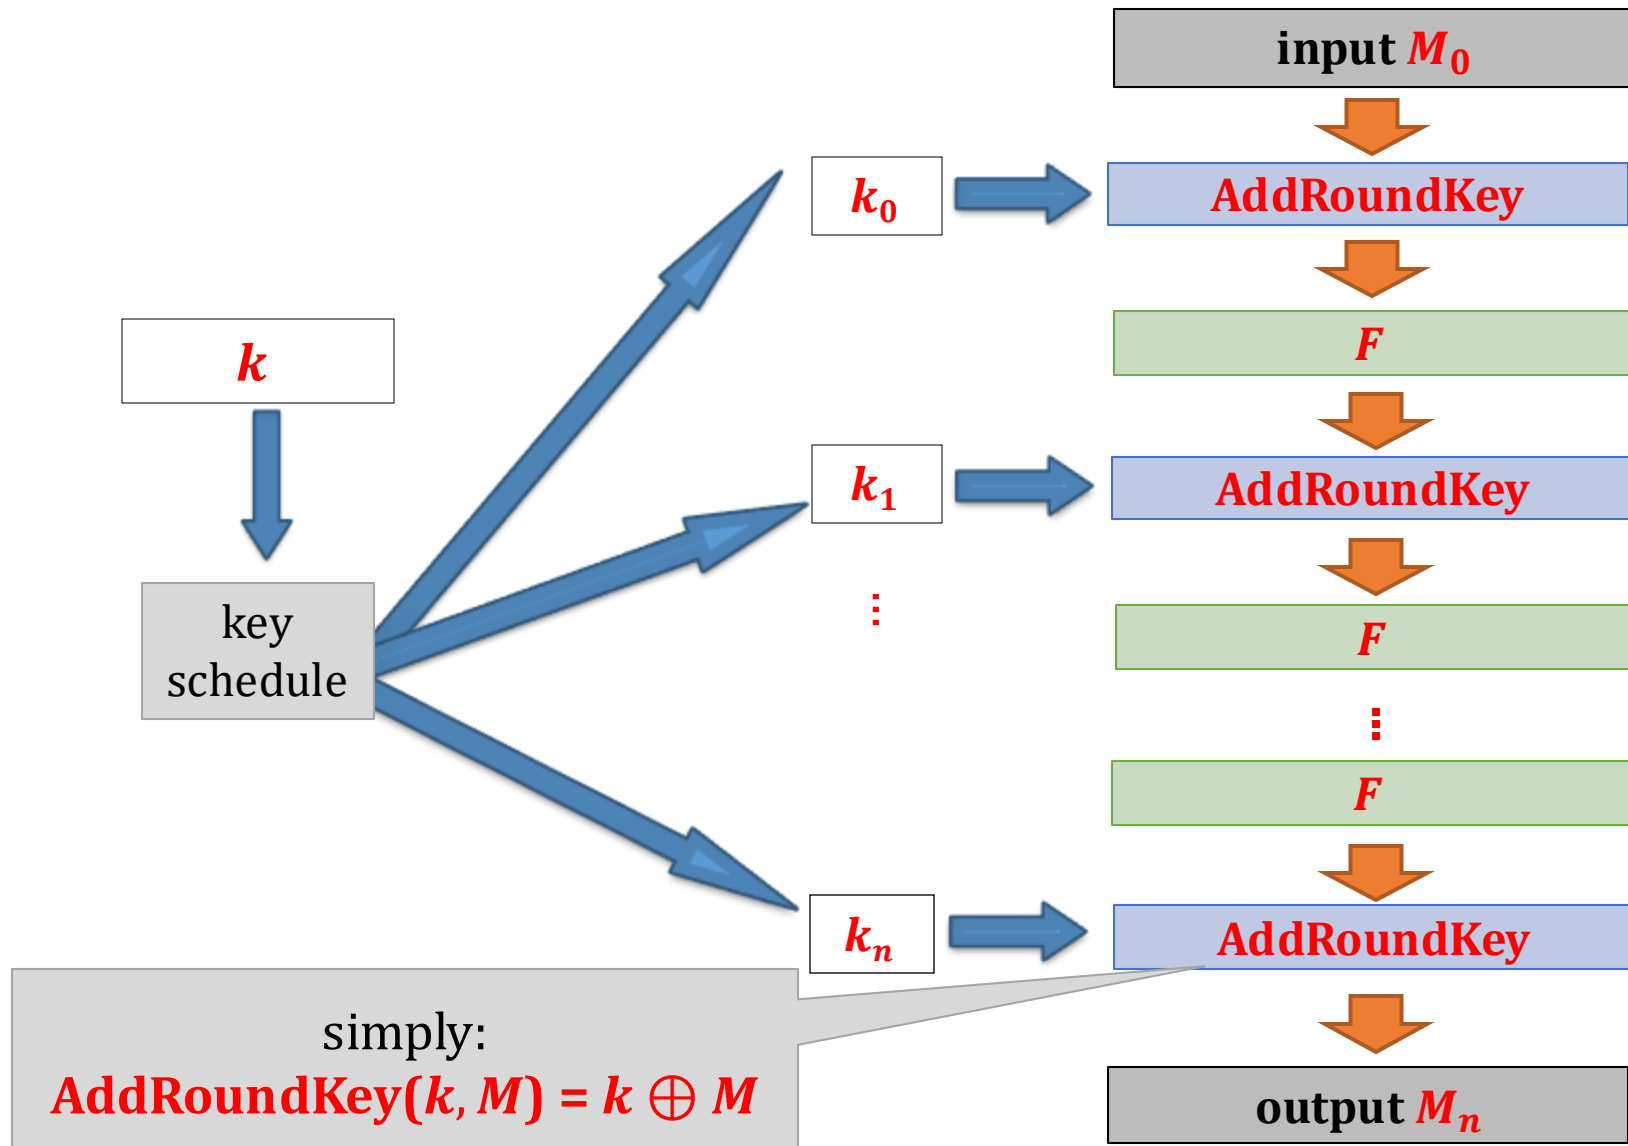 input M₀
k₀
AddRoundKey
F
k
k₁
AddRoundKey
⋮
key
schedule
F
⋮
F
kₙ
AddRoundKey
simply:
AddRoundKey(k, M) = k ⊕ M
output Mₙ